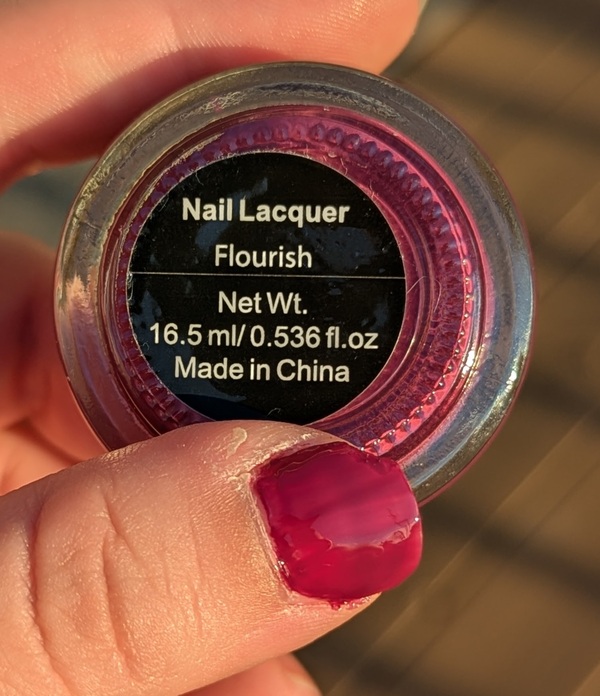 Nail Lacquer
Flourish
Net Wt.
16.5 ml/ 0.536 fl.oz
Made in China